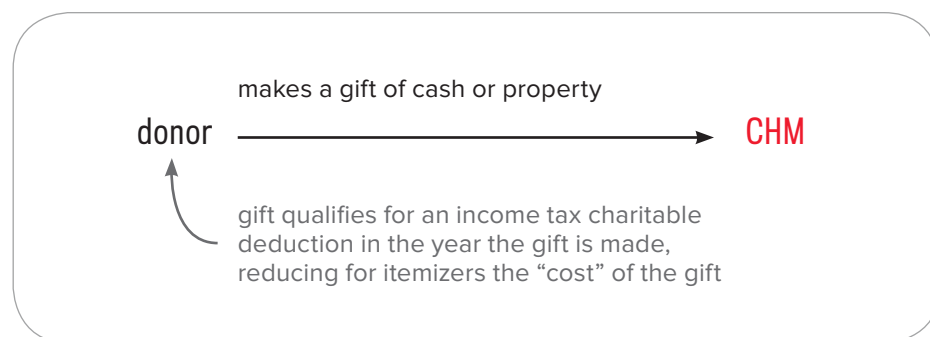 makes a gift of cash or property
donor
CHM
gift qualifies for an income tax charitable
deduction in the year the gift is made,
reducing for itemizers the “cost” of the gift